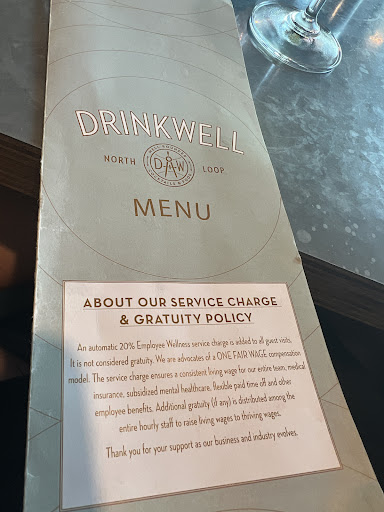 DRINKWELL
NORTH LOOP
WELL-FOUNDED
D W
COCKTAILS & FOOD
MENU
ABOUT OUR SERVICE CHARGE
& GRATUITY POLICY
An automatic 20% Employee Wellness service charge is added to all guest visits.
It is not considered gratuity. We are advocates of a ONE FAIR WAGE compensation
model. The service charge ensures a consistent living wage for our entire team, medical
insurance, subsidized mental healthcare, flexible paid time off and other
employee benefits. Additional gratuity (if any) is distributed among the
entire hourly staff to raise living wages to thriving wages.
Thank you for your support as our business and industry evolves.